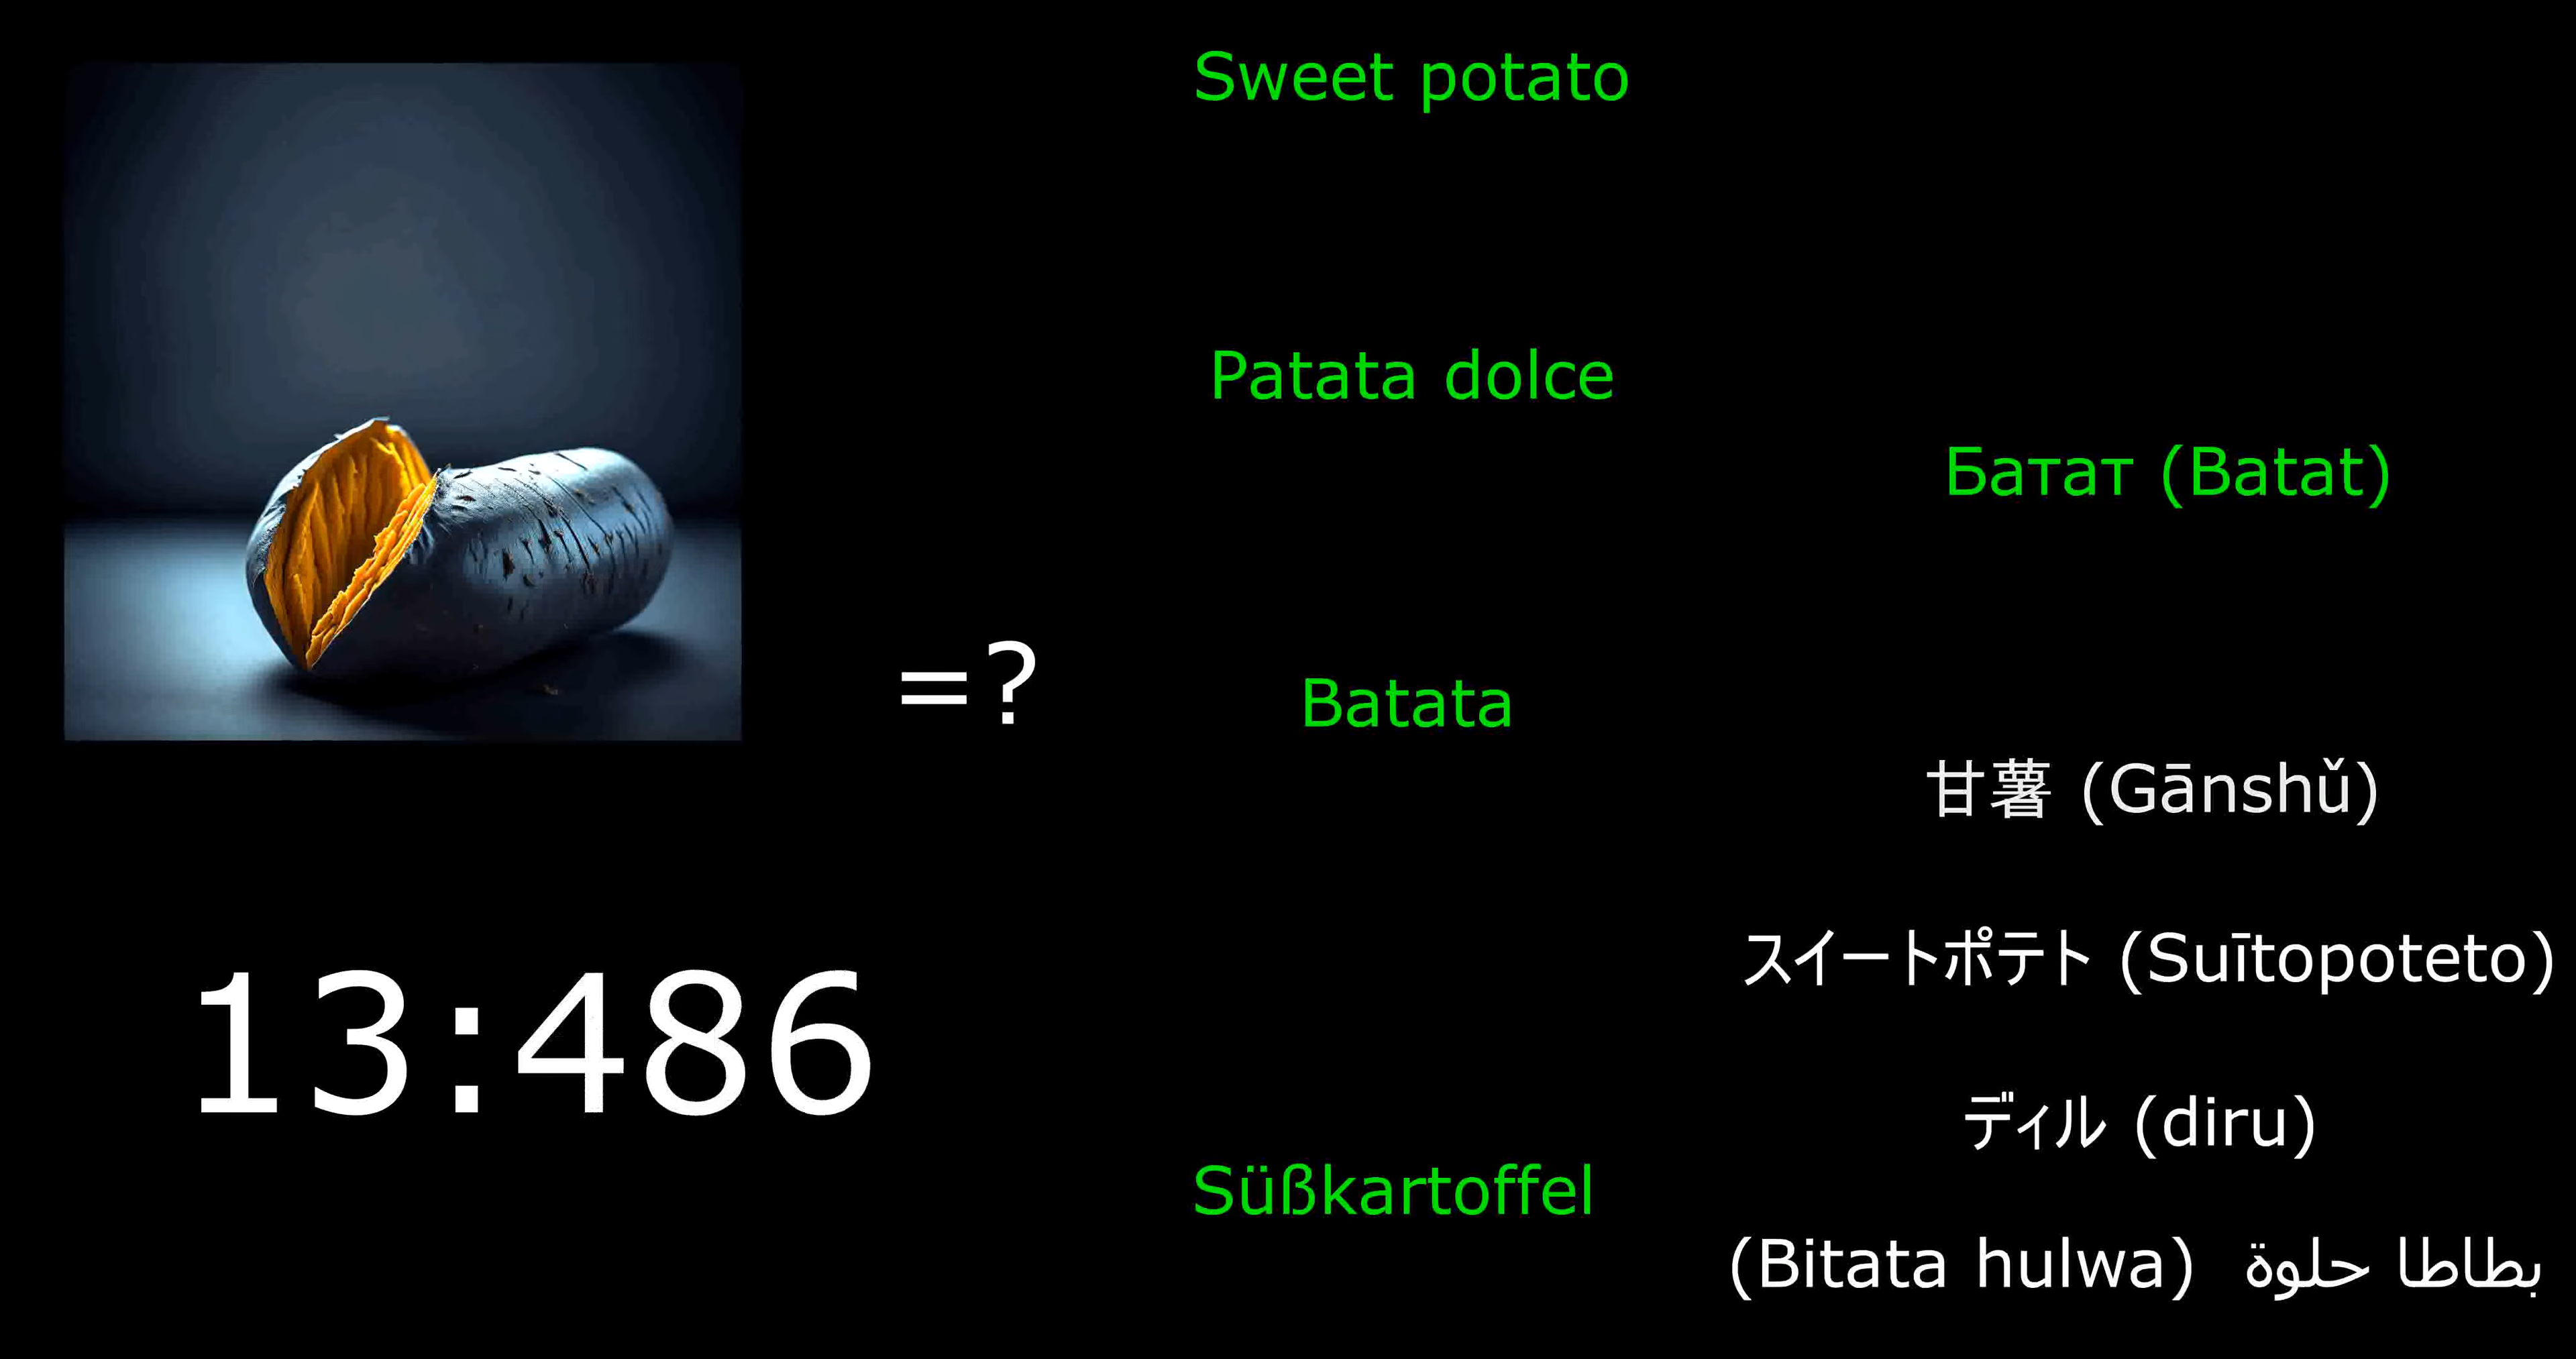 Sweet potato
Patata dolce
Батат (Batat)
=?
Batata
甘薯 (Gānshǔ)
スイートポテト (Suītopoteto)
13:486
ディル (diru)
Süßkartoffel
(Bitata hulwa) بطاطا حلوة